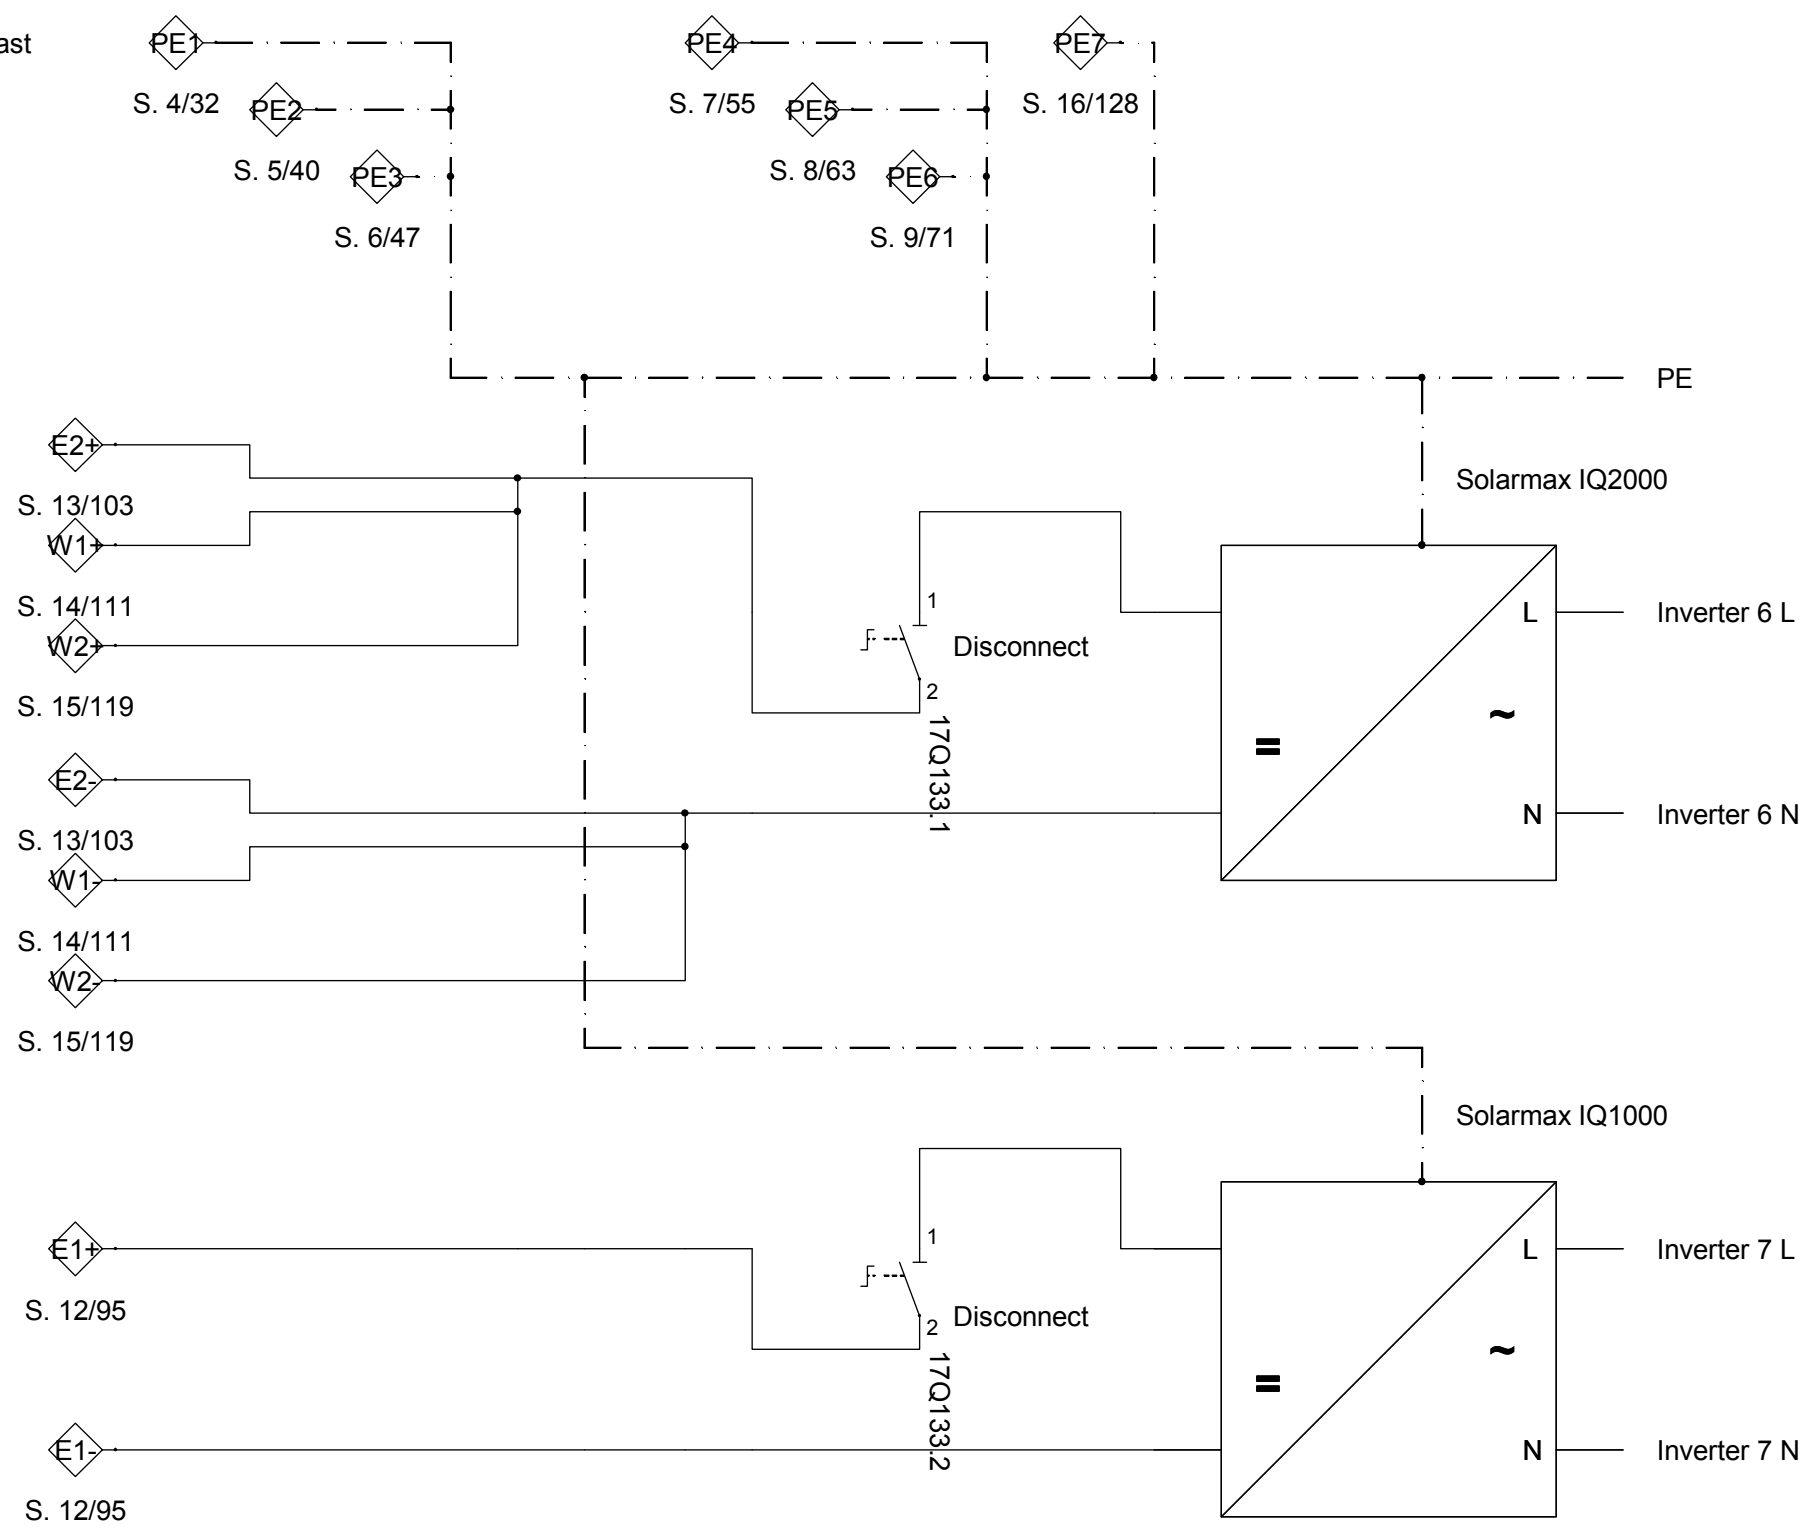 ast
PE1
PE4
PE7
S. 4/32
PE2
S. 7/55
PE5
S. 16/128
S. 5/40
PE3
S. 8/63
PE6
S. 6/47
S. 9/71
PE
E2+
Solarmax IQ2000
S. 13/103
W1+
S. 14/111
1
L
Inverter 6 L
W2+
Disconnect
2
S. 15/119
17Q133.1
~
=
E2-
N
Inverter 6 N
S. 13/103
W1-
S. 14/111
W2-
S. 15/119
Solarmax IQ1000
E1+
1
L
Inverter 7 L
S. 12/95
Disconnect
2
17Q133.2
~
=
E1-
N
Inverter 7 N
S. 12/95